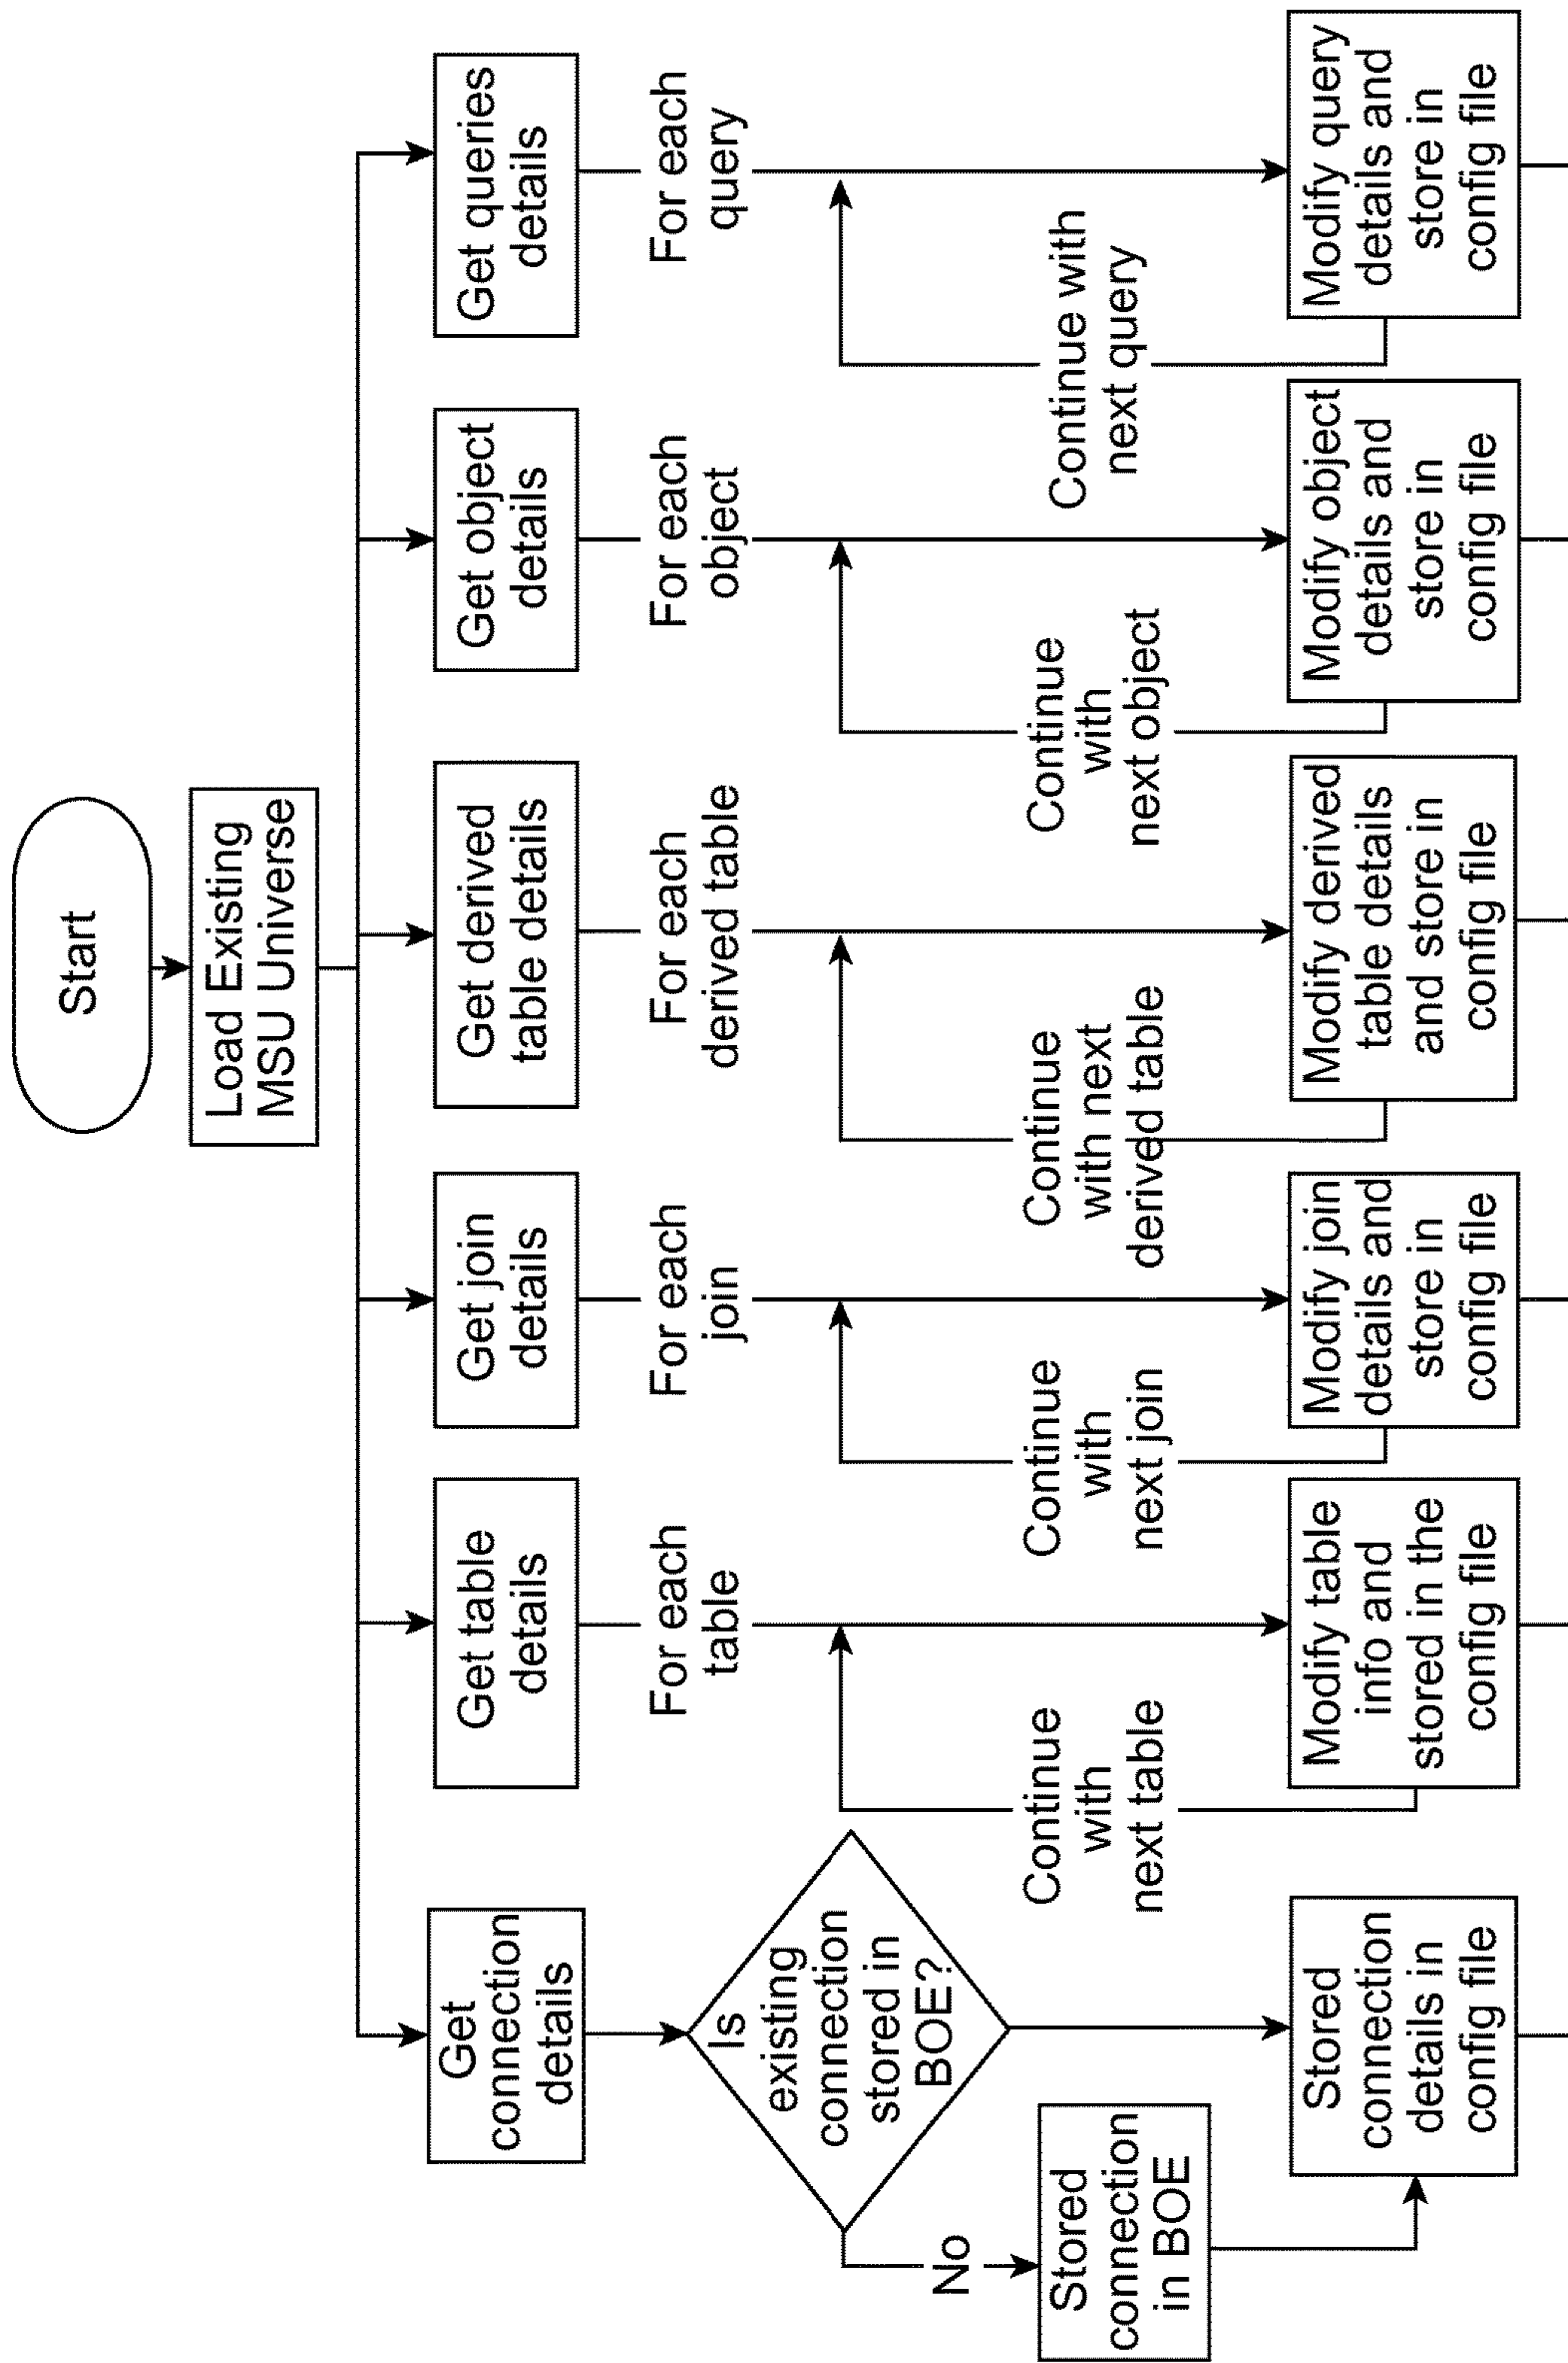 Start
Load Existing
MSU Universe
Get
connection
details
Get table
details
Get join
details
Get derived
table details
Get object
details
Get queries
details
Is
existing
connection
stored in
BOE?
For each
table
For each
join
For each
derived table
For each
object
For each
query
No
Stored
connection
in BOE
Continue
with
next table
Continue
with
next join
Continue
with next
derived table
Continue
with
next object
Continue with
next query
Stored
connection
details in
config file
Modify table
info and
stored in the
config file
Modify join
details and
store in
config file
Modify derived
table details
and store in
config file
Modify object
details and
store in
config file
Modify query
details and
store in
config file